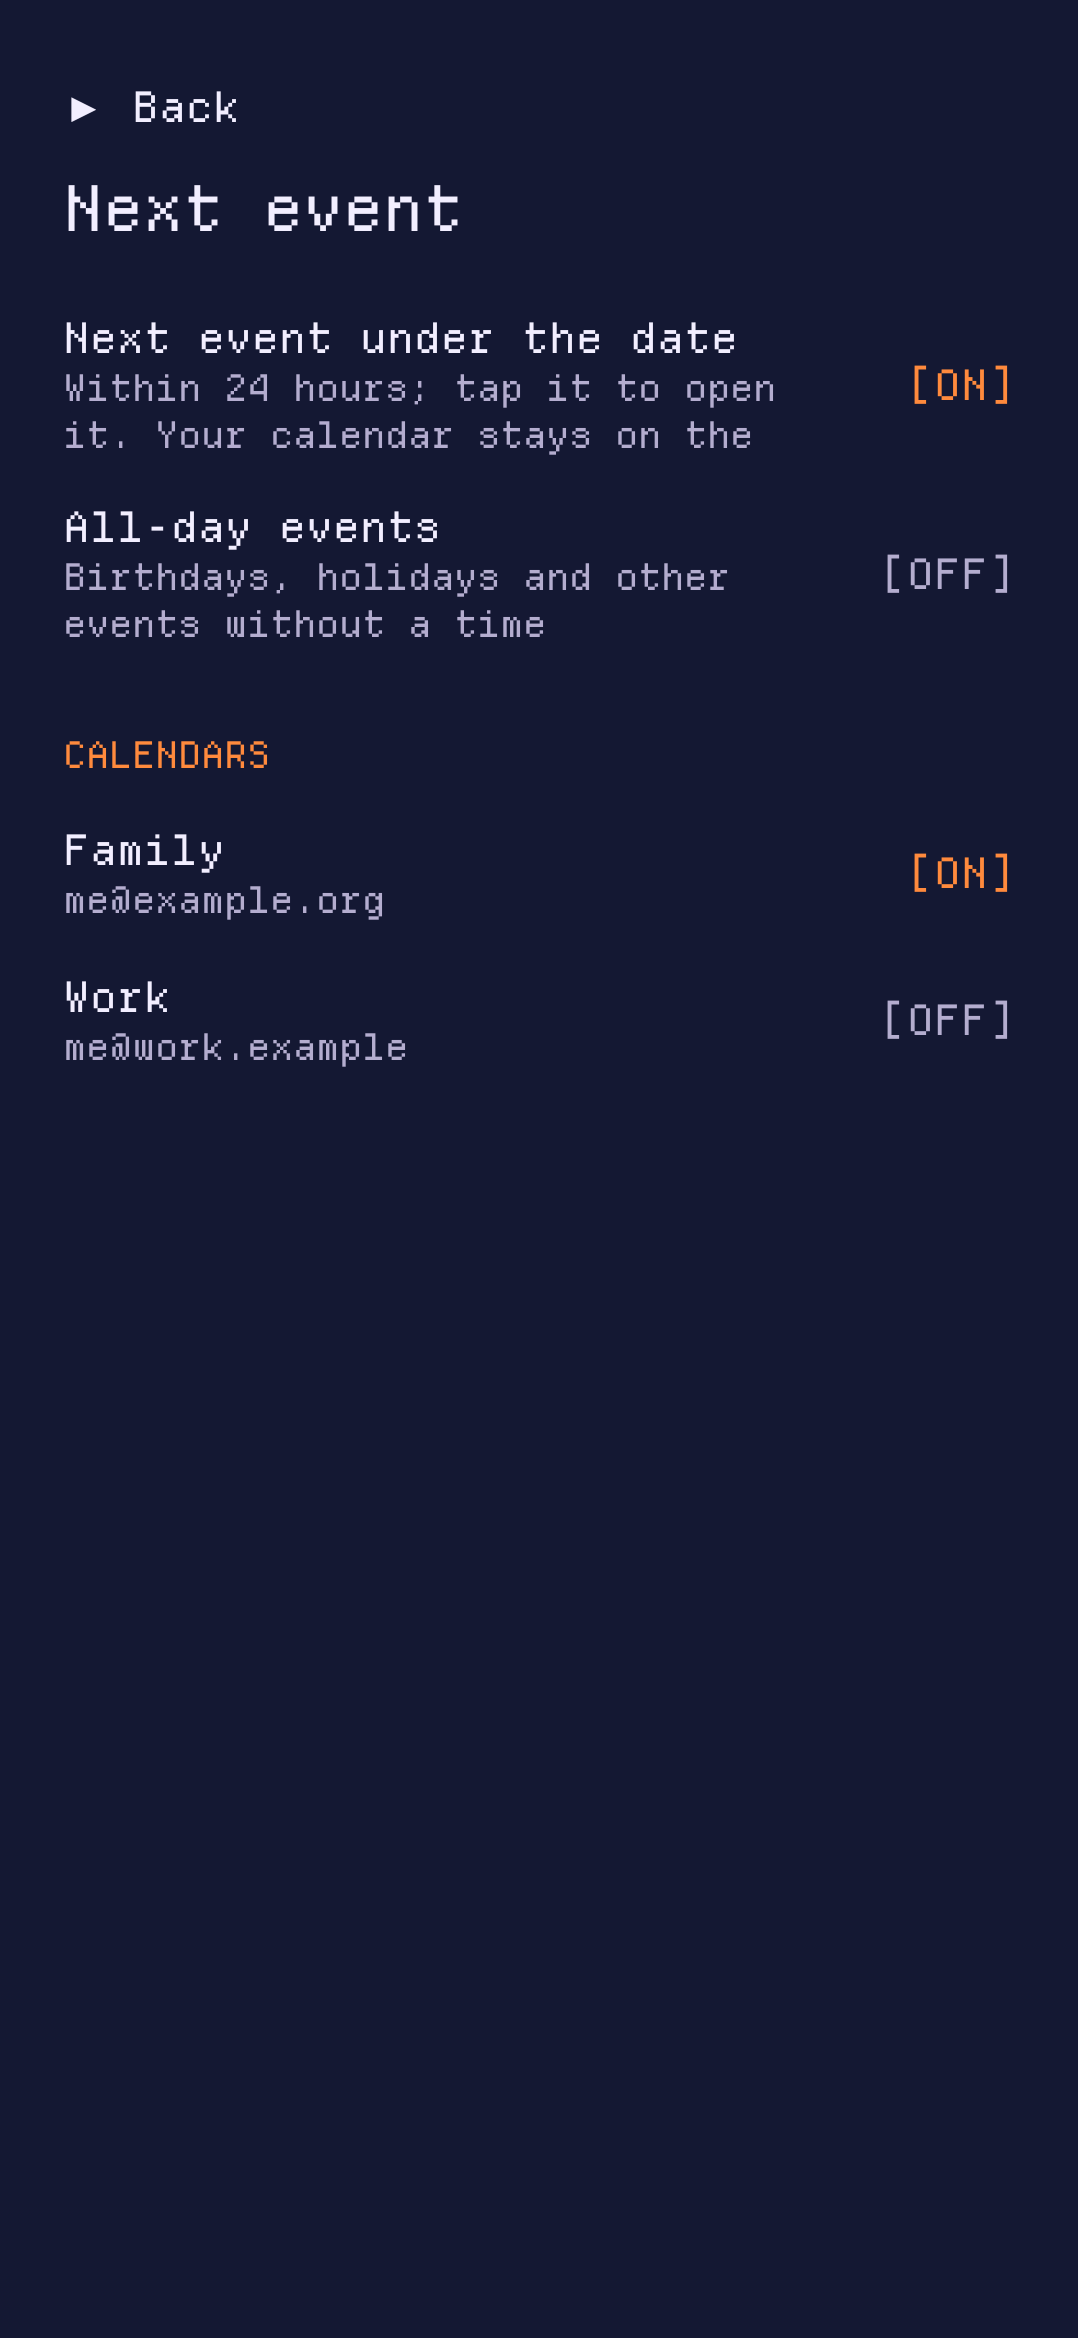 ▶ Back
Next event
Next event under the date
Within 24 hours; tap it to open
it. Your calendar stays on the
[ON]
All-day events
Birthdays, holidays and other
events without a time
[OFF]
CALENDARS
Family
me@example.org
[ON]
Work
me@work.example
[OFF]